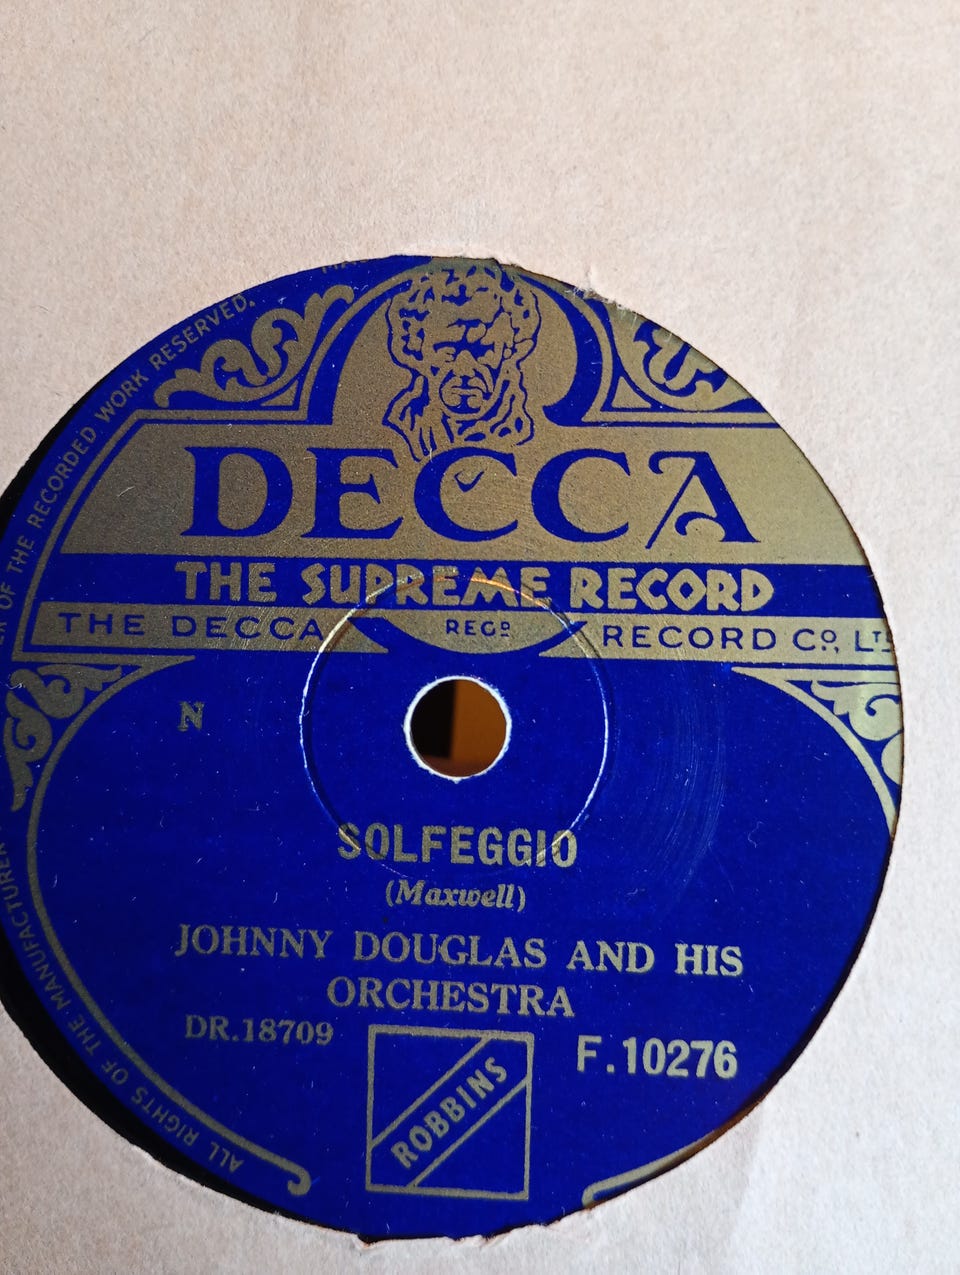 DECCA
THE SUPREME RECORD
THE DECCA REGD RECORD CO., LTD
N
SOLFEGGIO
(Maxwell)
JOHNNY DOUGLAS AND HIS
ORCHESTRA
DR.18709
F.10276
ROBBINS
ALL RIGHTS OF THE MANUFACTURER OF THE RECORDED WORK RESERVED.